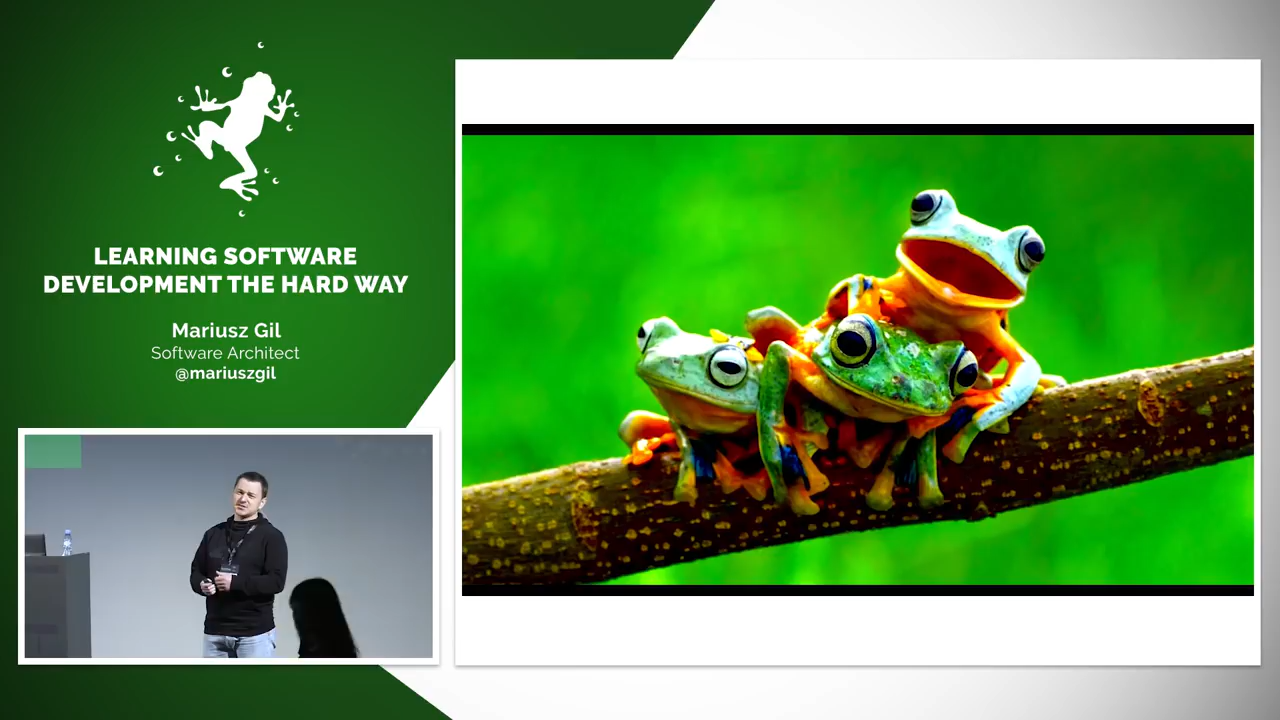 LEARNING SOFTWARE
DEVELOPMENT THE HARD WAY
Mariusz Gil
Software Architect
@mariuszgil